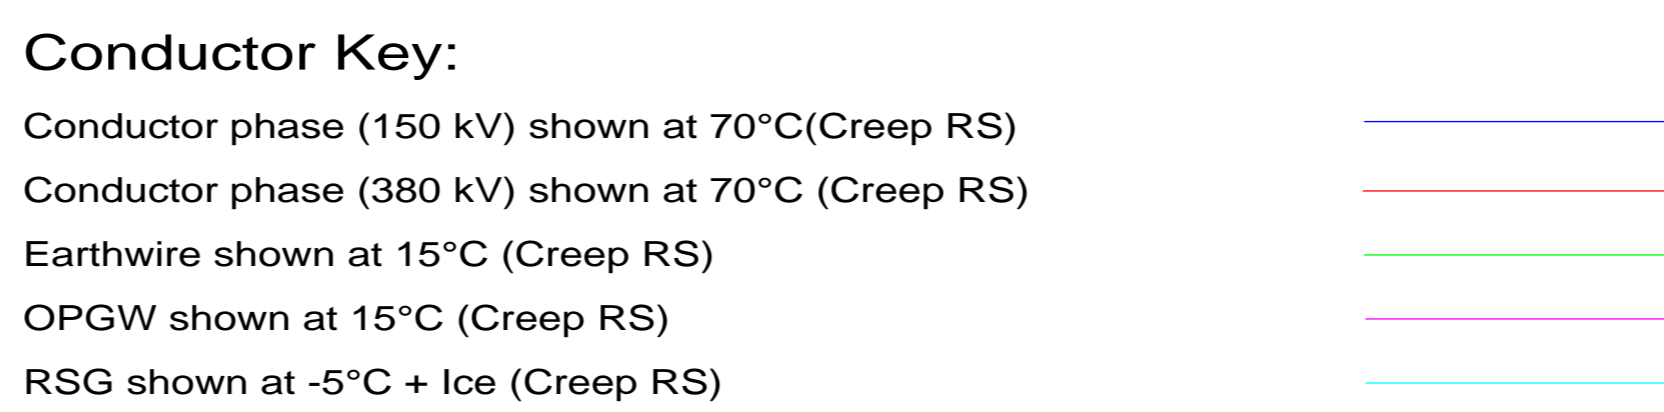 Conductor Key:
Conductor phase (150 kV) shown at 70°C(Creep RS)
Conductor phase (380 kV) shown at 70°C (Creep RS)
Earthwire shown at 15°C (Creep RS)
OPGW shown at 15°C (Creep RS)
RSG shown at -5°C + Ice (Creep RS)